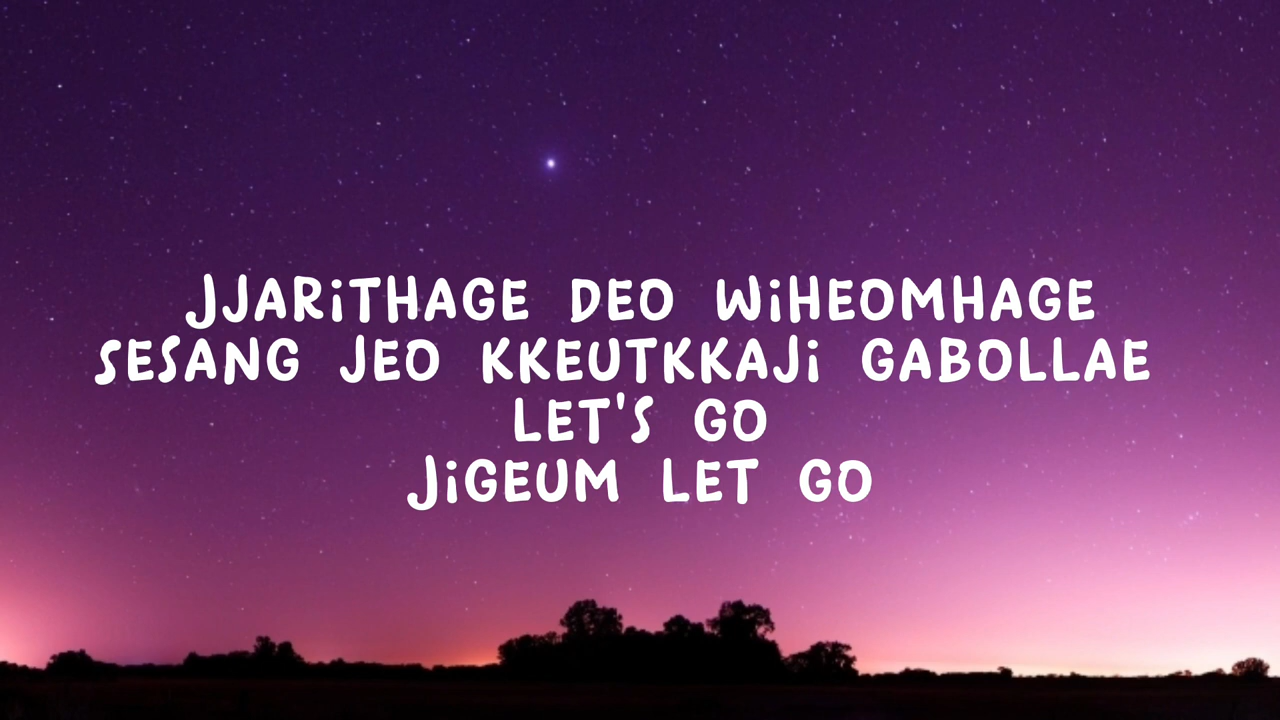 JJARiTHAGE DEO WiHEOMHAGE
SESANG JEO KKEUTKKAJi GABOLLAE
LET'S GO
JiGEUM LET GO